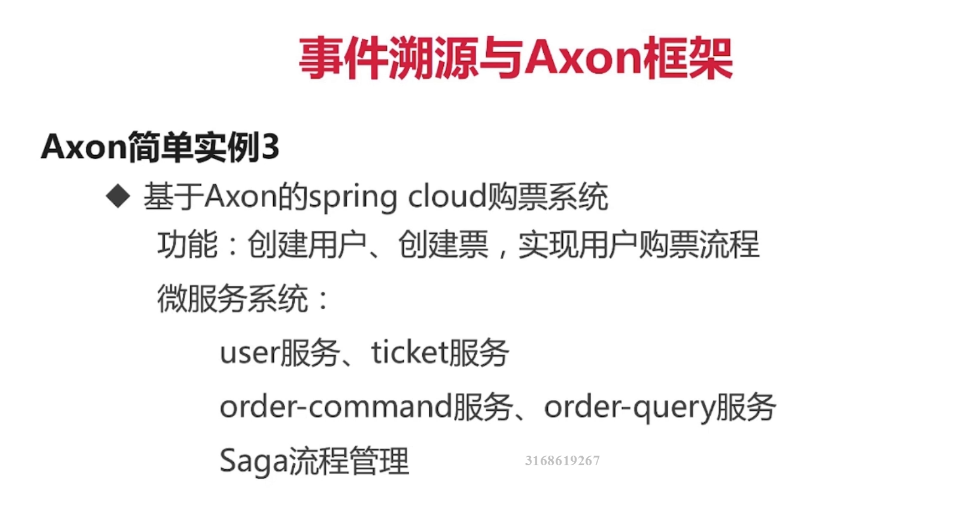 事件溯源与Axon框架
Axon简单实例3
◆ 基于Axon的spring cloud购票系统
功能：创建用户、创建票，实现用户购票流程
微服务系统：
user服务、ticket服务
order-command服务、order-query服务
Saga流程管理
3168619267